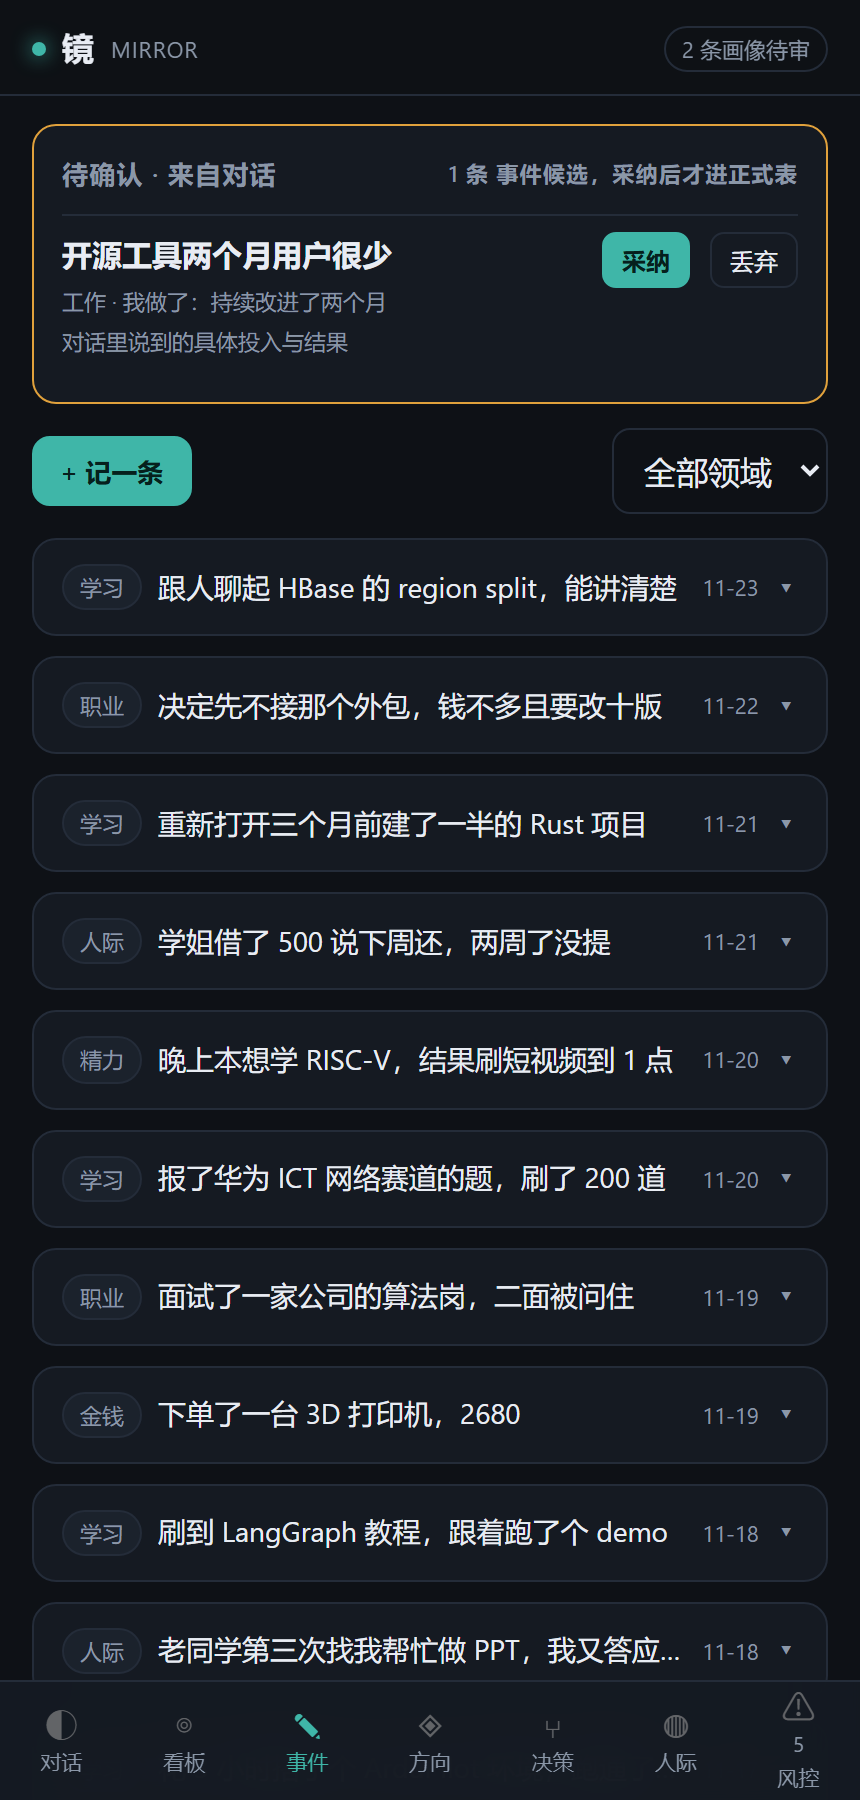 镜 MIRROR
2 条画像待审
待确认 · 来自对话
1 条 事件候选，采纳后才进正式表
开源工具两个月用户很少
采纳
丢弃
工作 · 我做了：持续改进了两个月
对话里说到的具体投入与结果
+ 记一条
全部领域
学习 跟人聊起 HBase 的 region split，能讲清楚 11-23
职业 决定先不接那个外包，钱不多且要改十版 11-22
学习 重新打开三个月前建了一半的 Rust 项目 11-21
人际 学姐借了 500 说下周还，两周了没提 11-21
精力 晚上本想学 RISC-V，结果刷短视频到 1 点 11-20
学习 报了华为 ICT 网络赛道的题，刷了 200 道 11-20
职业 面试了一家公司的算法岗，二面被问住 11-19
金钱 下单了一台 3D 打印机，2680 11-19
学习 刷到 LangGraph 教程，跟着跑了个 demo 11-18
人际 老同学第三次找我帮忙做 PPT，我又答应... 11-18
对话
看板
事件
方向
决策
人际
5
风控